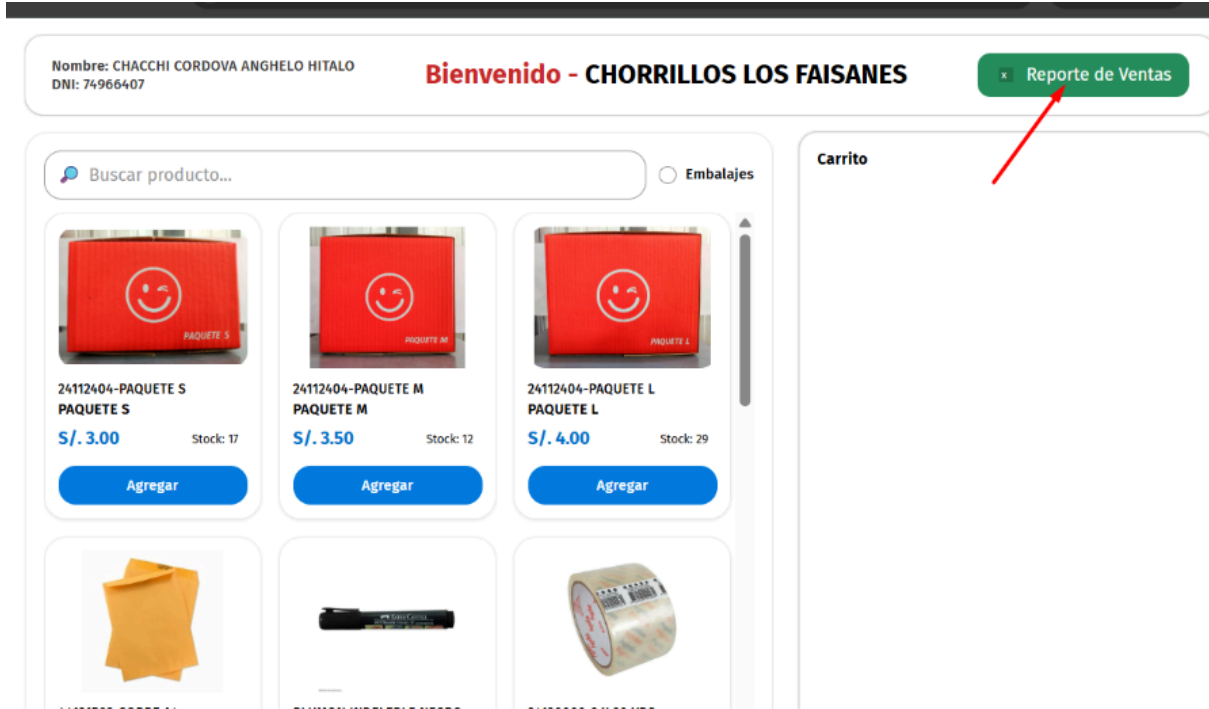 Nombre: CHACCHI CORDOVA ANGHELO HITALO
DNI: 74966407
Bienvenido - CHORRILLOS LOS FAISANES
Reporte de Ventas
Buscar producto...
Embalajes
Carrito
PAQUETE S
PAQUETE M
PAQUETE L
24112404-PAQUETE S
PAQUETE S
S/. 3.00
Stock: 17
Agregar
24112404-PAQUETE M
PAQUETE M
S/. 3.50
Stock: 12
Agregar
24112404-PAQUETE L
PAQUETE L
S/. 4.00
Stock: 29
Agregar